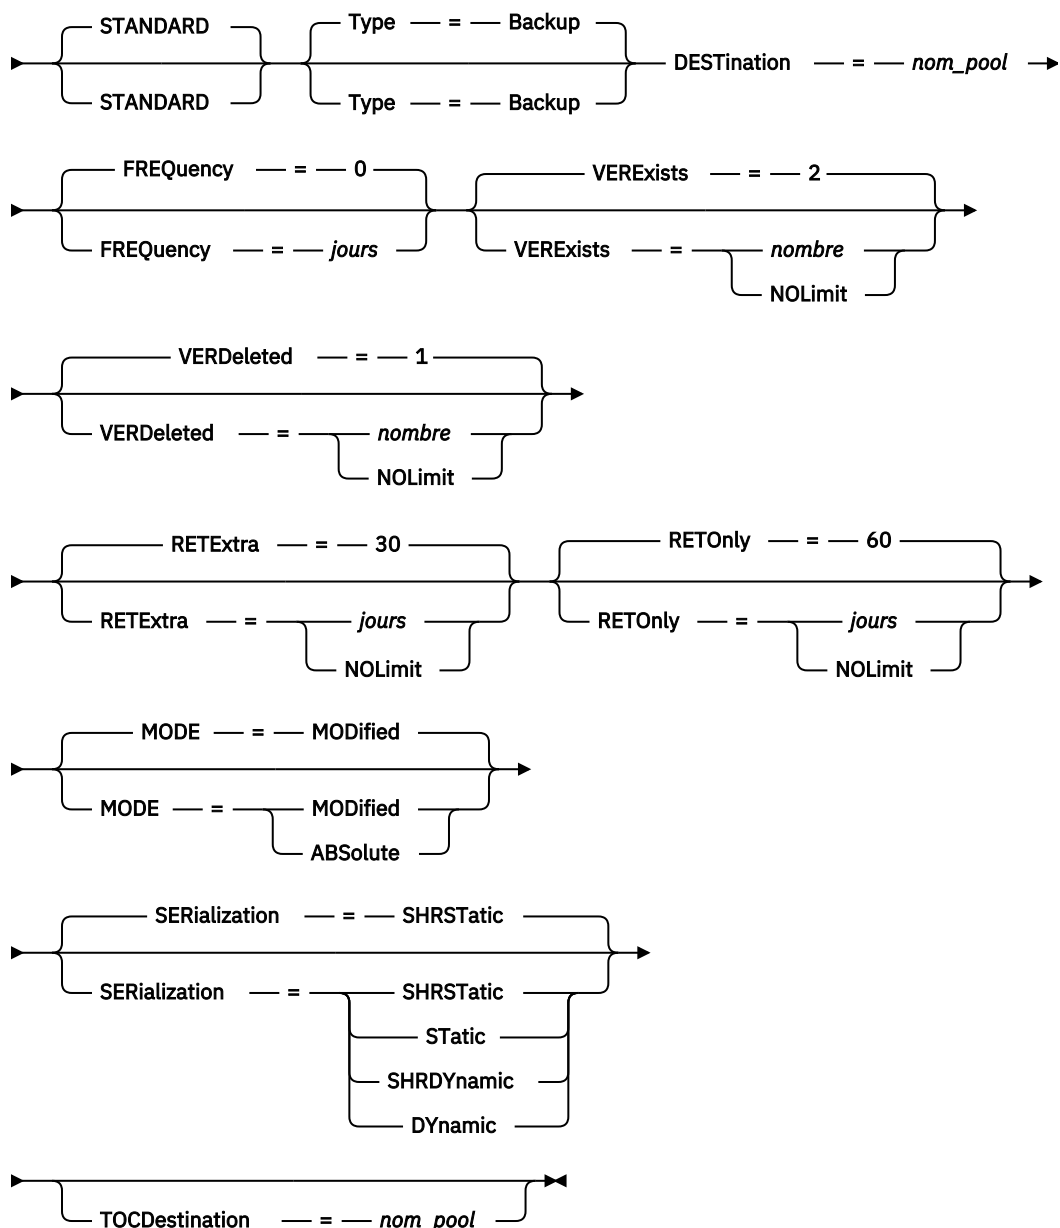 STANDARD
STANDARD
Type = Backup
Type = Backup
DESTination = nom_pool
FREQuency = 0
FREQuency = jours
VERExists = 2
VERExists = nombre
NOLimit
VERDeleted = 1
VERDeleted = nombre
NOLimit
RETExtra = 30
RETExtra = jours
NOLimit
RETOnly = 60
RETOnly = jours
NOLimit
MODE = MODified
MODE = MODified
ABSolute
SERialization = SHRSTatic
SERialization = SHRSTatic
STatic
SHRDYnamic
DYnamic
TOCDestination = nom_pool